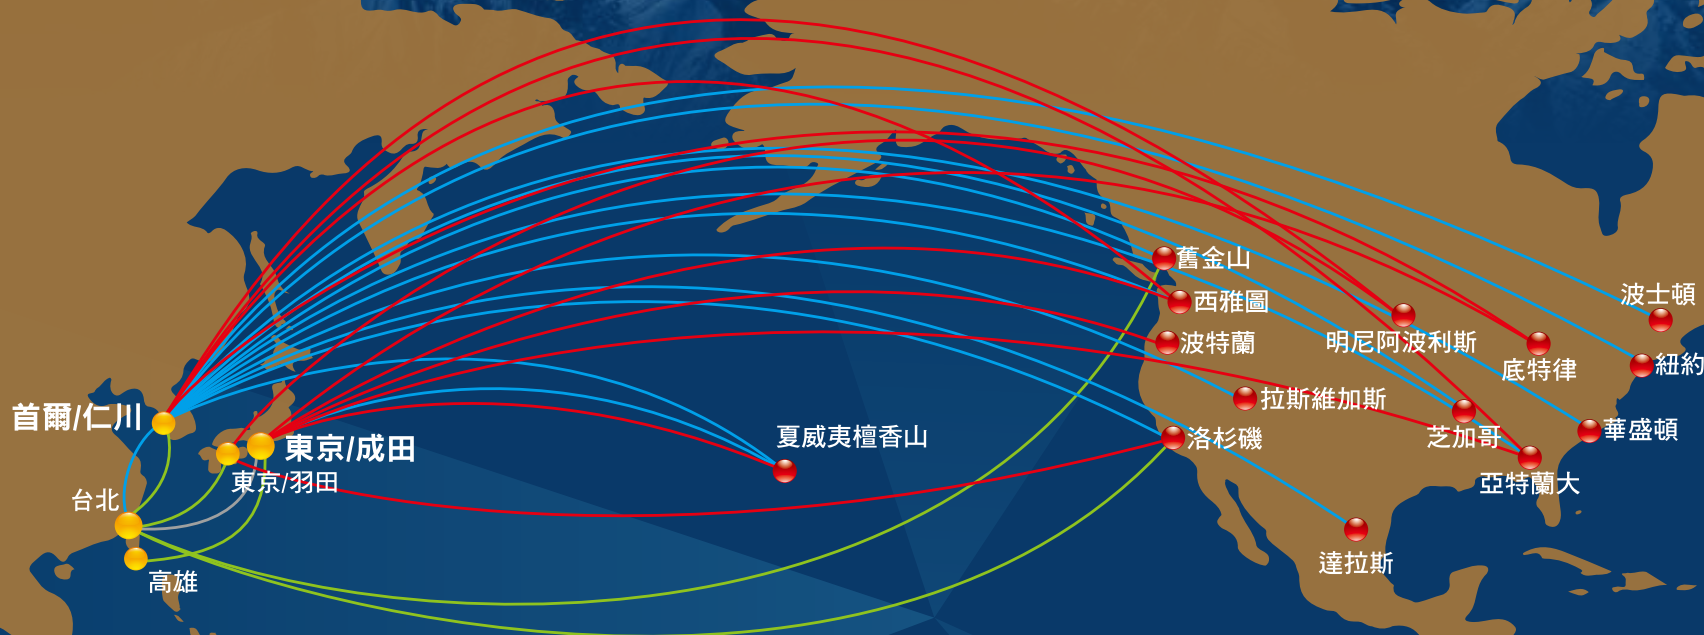 舊金山
西雅圖
波士頓
明尼阿波利斯
波特蘭
底特律
紐約
拉斯維加斯
首爾/仁川
東京/成田
夏威夷檀香山
洛杉磯
芝加哥
華盛頓
東京/羽田
亞特蘭大
台北
達拉斯
高雄